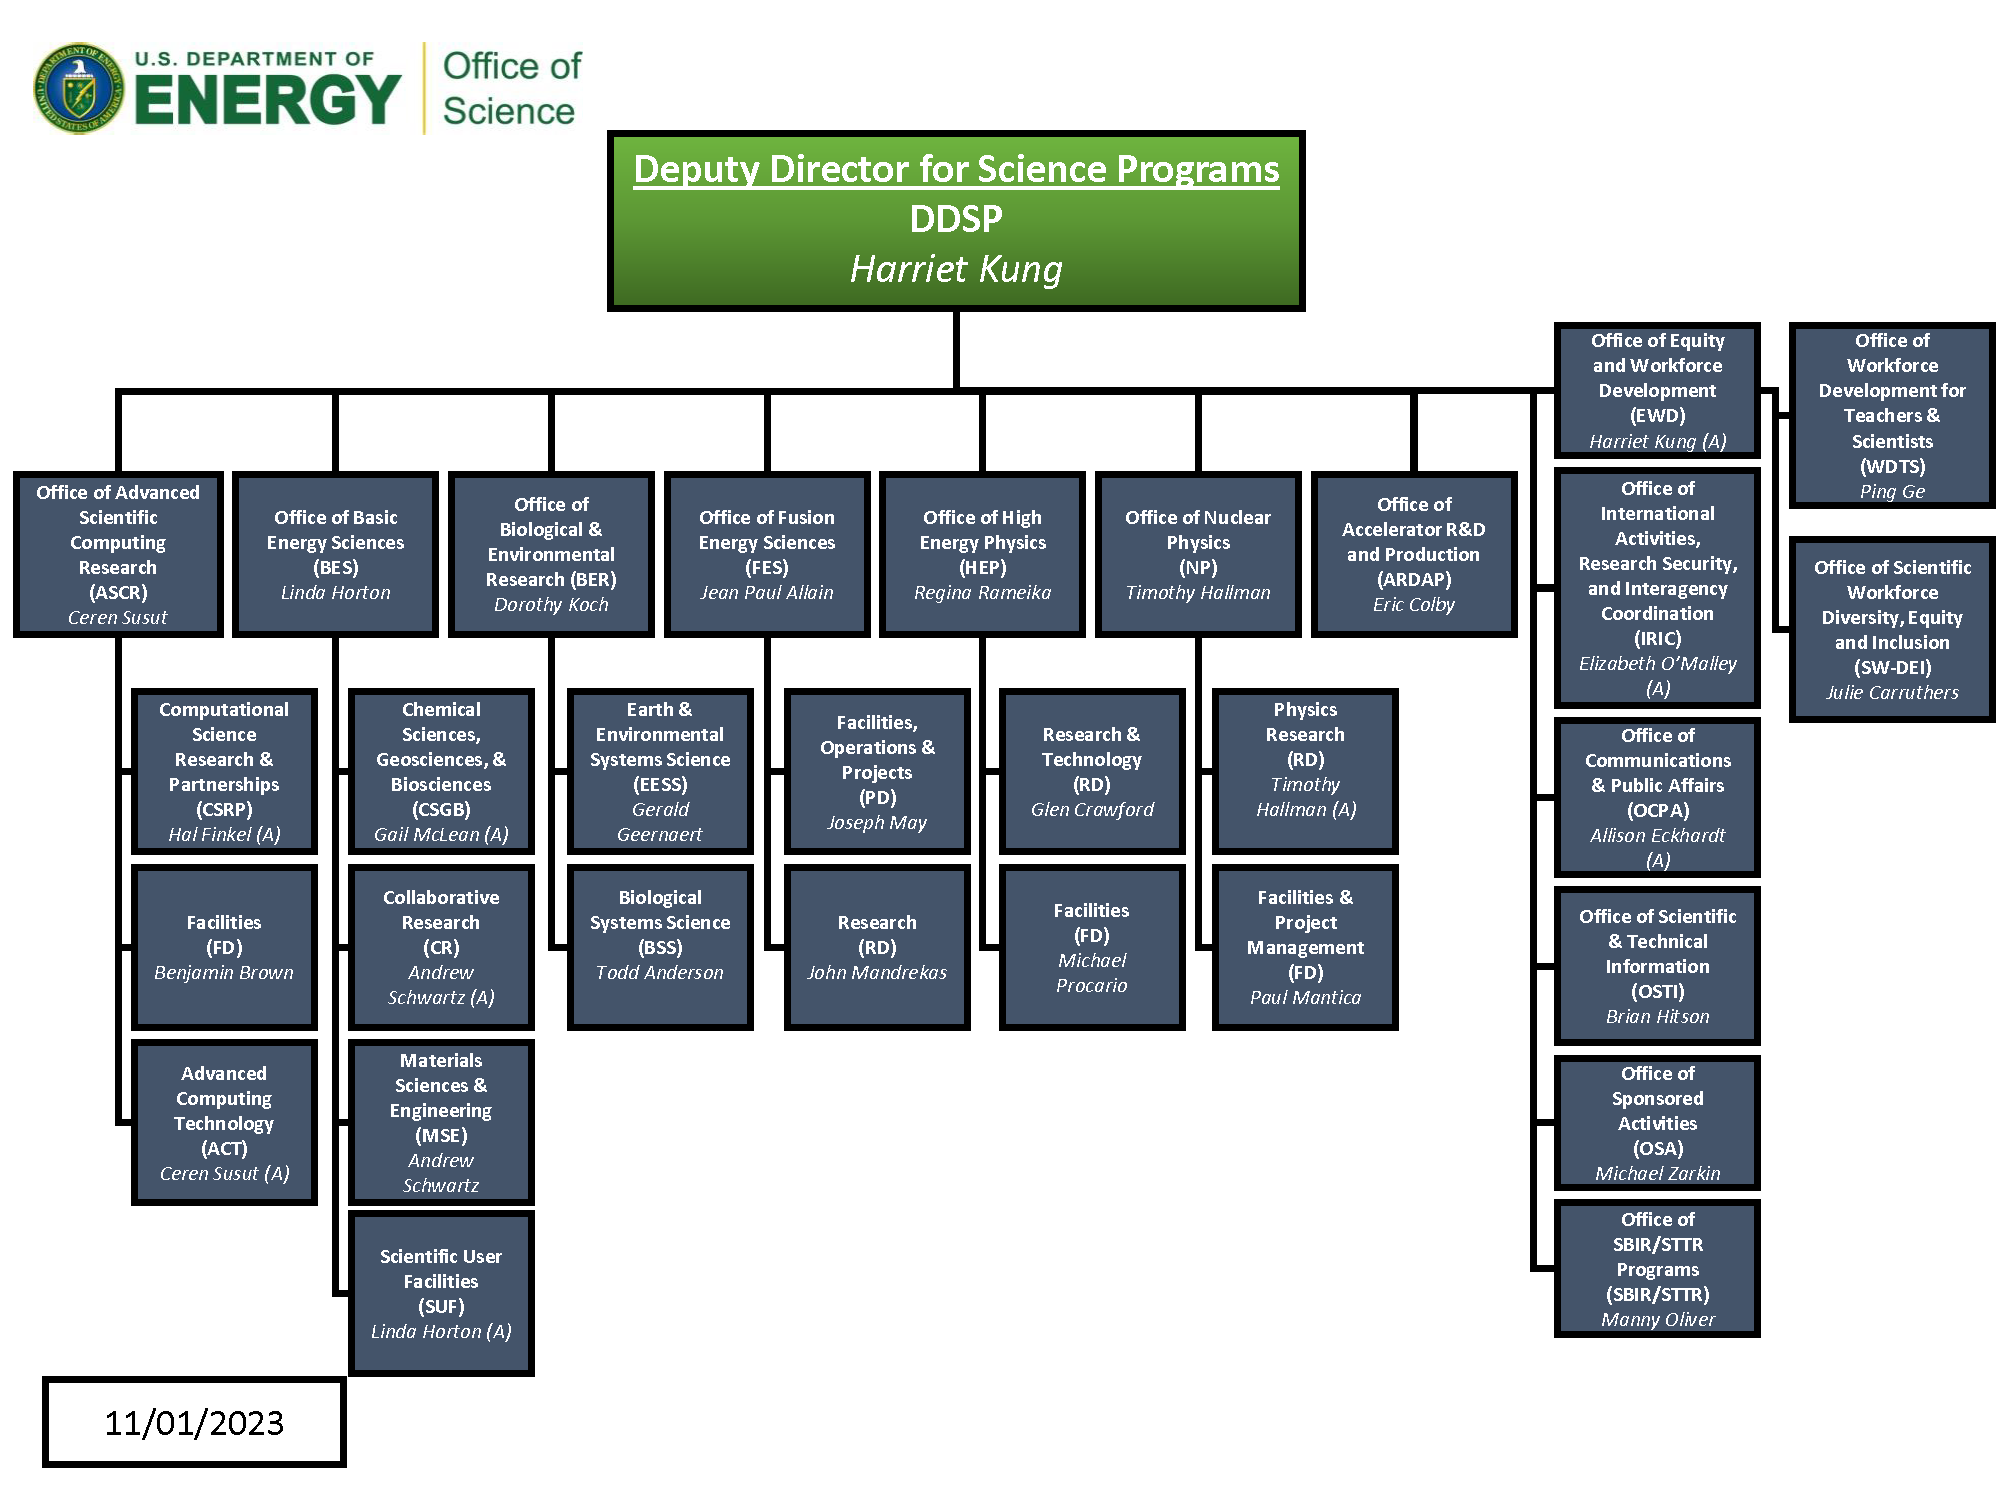 U.S. DEPARTMENT OF
ENERGY
Office of
Science
Deputy Director for Science Programs
DDSP
Harriet Kung
Office of Equity
and Workforce
Development
(EWD)
Harriet Kung (A)
Office of
Workforce
Development for
Teachers &
Scientists
(WDTS)
Ping Ge
Office of Scientific
Workforce
Diversity, Equity
and Inclusion
(SW-DEI)
Julie Carruthers
Office of Advanced
Scientific
Computing
Research
(ASCR)
Ceren Susut
Office of Basic
Energy Sciences
(BES)
Linda Horton
Office of
Biological &
Environmental
Research (BER)
Dorothy Koch
Office of Fusion
Energy Sciences
(FES)
Jean Paul Allain
Office of High
Energy Physics
(HEP)
Regina Rameika
Office of Nuclear
Physics
(NP)
Timothy Hallman
Office of
Accelerator R&D
and Production
(ARDAP)
Eric Colby
Office of
International
Activities,
Research Security,
and Interagency
Coordination
(IRIC)
Elizabeth O'Malley
(A)
Computational
Science
Research &
Partnerships
(CSRP)
Hal Finkel (A)
Chemical
Sciences,
Geosciences, &
Biosciences
(CSGB)
Gail McLean (A)
Earth &
Environmental
Systems Science
(EESS)
Gerald
Geernaert
Facilities,
Operations &
Projects
(PD)
Joseph May
Research &
Technology
(RD)
Glen Crawford
Physics
Research
(RD)
Timothy
Hallman (A)
Office of
Communications
& Public Affairs
(OCPA)
Allison Eckhardt
(A)
Facilities
(FD)
Benjamin Brown
Collaborative
Research
(CR)
Andrew
Schwartz (A)
Biological
Systems Science
(BSS)
Todd Anderson
Research
(RD)
John Mandrekas
Facilities
(FD)
Michael
Procario
Facilities &
Project
Management
(FD)
Paul Mantica
Office of Scientific
& Technical
Information
(OSTI)
Brian Hitson
Advanced
Computing
Technology
(ACT)
Ceren Susut (A)
Materials
Sciences &
Engineering
(MSE)
Andrew
Schwartz
Office of
Sponsored
Activities
(OSA)
Michael Zarkin
Scientific User
Facilities
(SUF)
Linda Horton (A)
Office of
SBIR/STTR
Programs
(SBIR/STTR)
Manny Oliver
11/01/2023